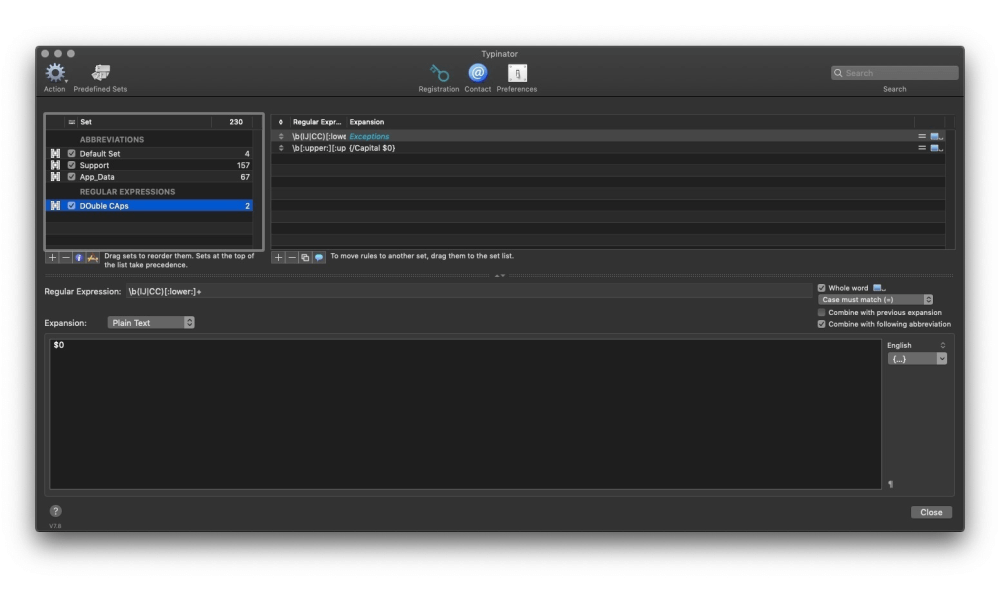 Typinator
Action Predefined Sets
Registration Contact Preferences
Search
Search
Set 230
ABBREVIATIONS
Default Set 4
Support 157
App_Data 67
REGULAR EXPRESSIONS
DOuble CAps 2
Drag sets to reorder them. Sets at the top of
the list take precedence.
Regular Expr... Expansion
\b(IJ|CC)[:lowe Exceptions
\b[:upper:][:up {/Capital $0}
To move rules to another set, drag them to the set list.
Regular Expression: \b(IJ|CC)[:lower:]+
Whole word
Case must match (=)
Combine with previous expansion
Combine with following abbreviation
Expansion: Plain Text
$0
English
{...}
¶
?
V7.8
Close